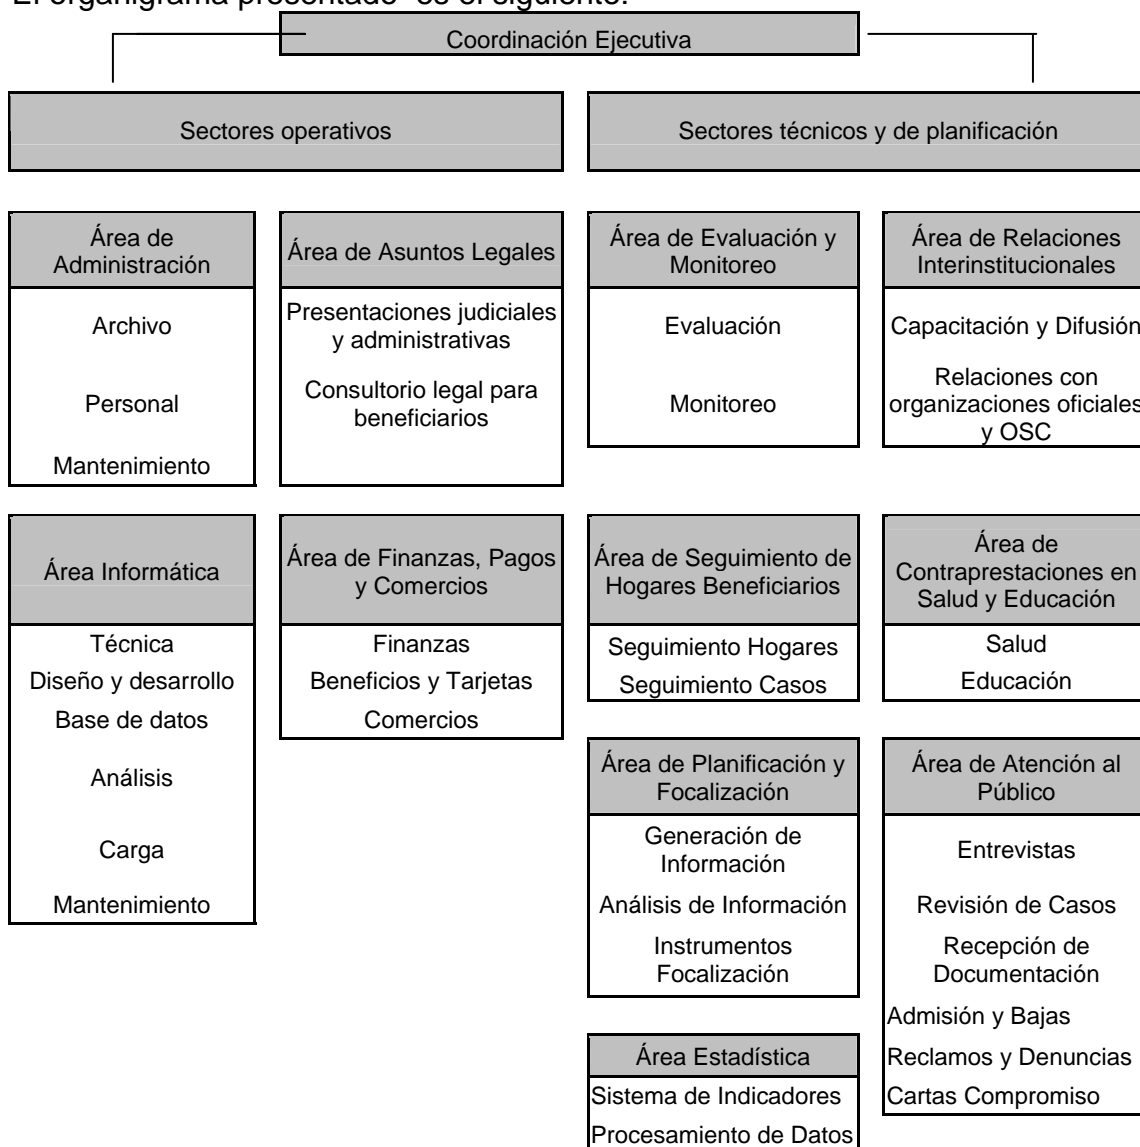 El organigrama presentado es el siguiente:
Coordinación Ejecutiva
Sectores operativos
Sectores técnicos y de planificación
Área de
Administración
Archivo
Personal
Mantenimiento
Área de Asuntos Legales
Presentaciones judiciales
y administrativas
Consultorio legal para
beneficiarios
Área de Evaluación y
Monitoreo
Evaluación
Monitoreo
Área de Relaciones
Interinstitucionales
Capacitación y Difusión
Relaciones con
organizaciones oficiales
y OSC
Área Informática
Técnica
Diseño y desarrollo
Base de datos
Análisis
Carga
Mantenimiento
Área de Finanzas, Pagos
y Comercios
Finanzas
Beneficios y Tarjetas
Comercios
Área de Seguimiento de
Hogares Beneficiarios
Seguimiento Hogares
Seguimiento Casos
Área de
Contraprestaciones en
Salud y Educación
Salud
Educación
Área de Planificación y
Focalización
Generación de
Información
Análisis de Información
Instrumentos
Focalización
Área de Atención al
Público
Entrevistas
Revisión de Casos
Recepción de
Documentación
Admisión y Bajas
Reclamos y Denuncias
Cartas Compromiso
Área Estadística
Sistema de Indicadores
Procesamiento de Datos